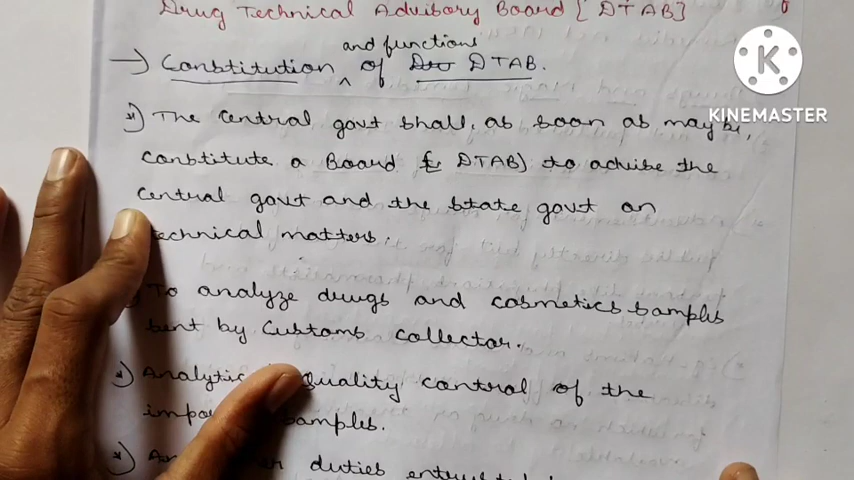 Drug Technical Advisory Board [DTAB]
→ Constitution and functions of DTAB.
*) The central govt shall, as soon as may be,
constitute a Board (DTAB) to advise the
central govt and the state govt on
technical matters.
To analyze drugs and cosmetics samples
sent by Customs collector.
*) Quality control of the
samples.
*) duties
KINEMASTER